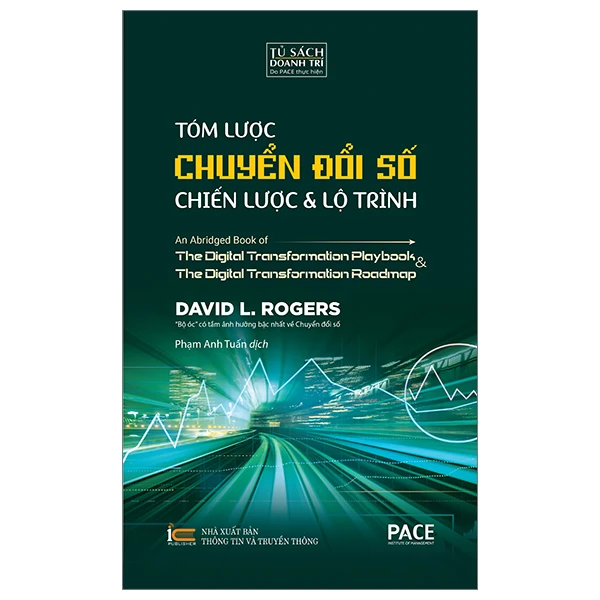 TỦ SÁCH
DOANH TRÍ
Do PACE thực hiện
TÓM LƯỢC
CHUYỂN ĐỔI SỐ
CHIẾN LƯỢC & LỘ TRÌNH
An Abridged Book of
The Digital Transformation Playbook &
The Digital Transformation Roadmap
DAVID L. ROGERS
"Bộ óc" có tầm ảnh hưởng bậc nhất về Chuyển đổi số
Phạm Anh Tuấn dịch
ic
PUBLISHER
NHÀ XUẤT BẢN
THÔNG TIN VÀ TRUYỀN THÔNG
PACE
INSTITUTE OF MANAGEMENT